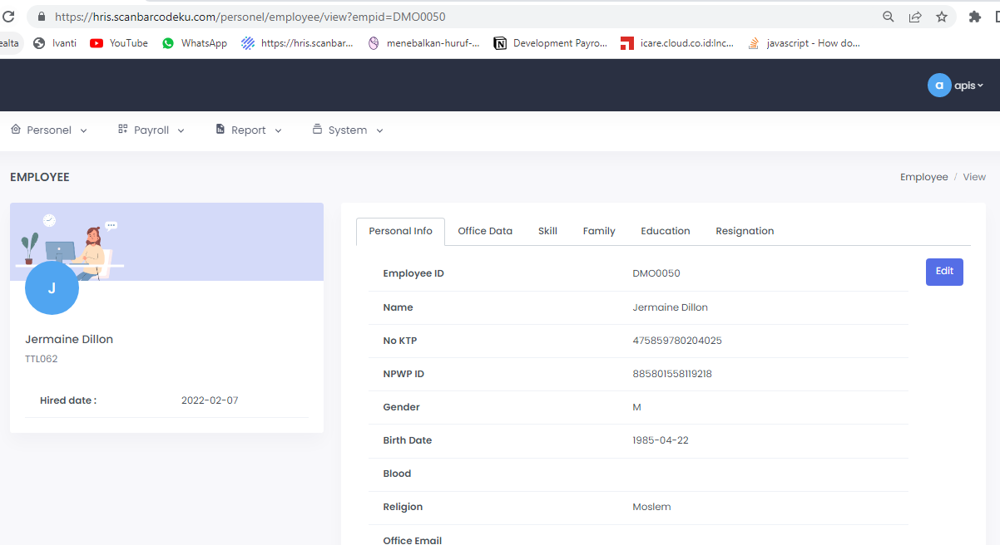 https://hris.scanbarcodeku.com/personel/employee/view?empid=DMO0050
ealta Ivanti YouTube WhatsApp https://hris.scanbar... menebalkan-huruf-... Development Payro... icare.cloud.co.id:Inc... javascript - How do...
a apis
Personel Payroll Report System
EMPLOYEE
Employee / View
J
Jermaine Dillon
TTL062
Hired date : 2022-02-07
Personal Info Office Data Skill Family Education Resignation
Employee ID DMO0050
Edit
Name Jermaine Dillon
No KTP 475859780204025
NPWP ID 885801558119218
Gender M
Birth Date 1985-04-22
Blood
Religion Moslem
Office Email